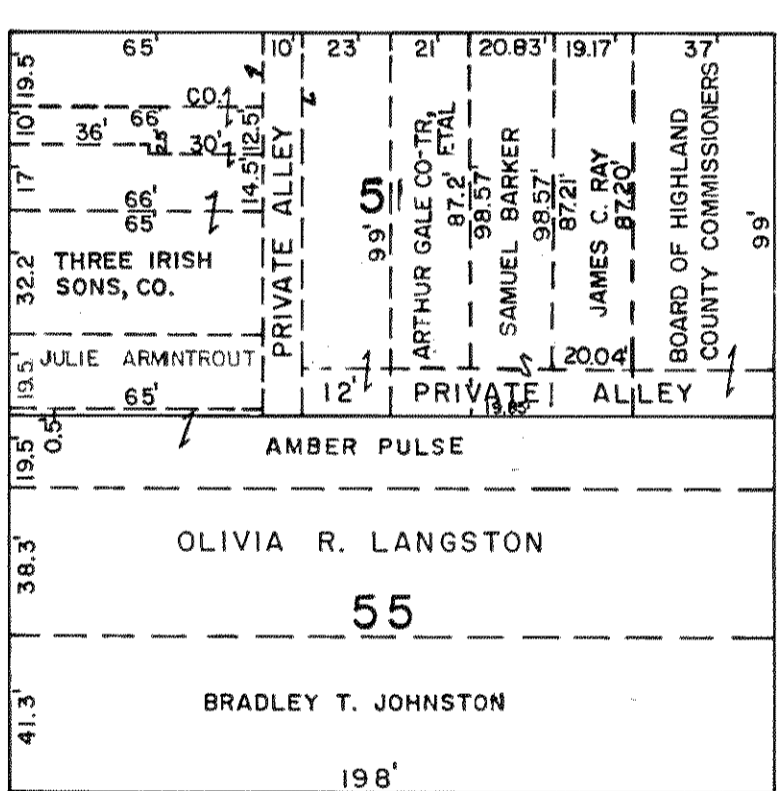 65' 10' 23' 21' 20.83' 19.17' 37'
19.5'
CO.
10' 36' 66' 2.5' 30' 12.5'
17' 14.5'
66'
65'
32.2' THREE IRISH
SONS, CO.
PRIVATE ALLEY
51
99'
ARTHUR GALE CO-TR,
ETAL
87.2'
98.57'
SAMUEL BARKER
98.57'
87.21'
JAMES C. RAY
87.20'
BOARD OF HIGHLAND
COUNTY COMMISSIONERS
99'
19.5' JULIE ARMINTROUT
65'
20.04'
12' PRIVATE ALLEY
19.85'
0.5'
19.5' AMBER PULSE
38.3' OLIVIA R. LANGSTON
55
41.3' BRADLEY T. JOHNSTON
198'